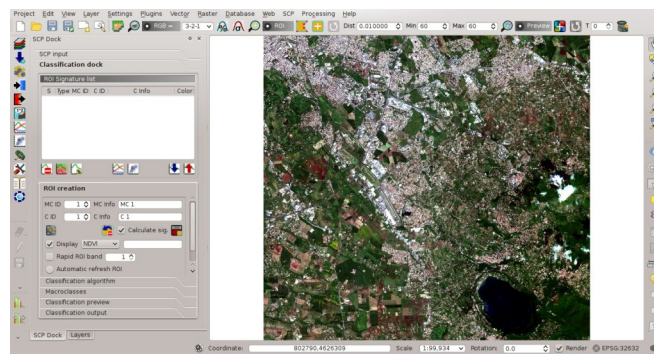 Project Edit View Layer Settings Plugins Vector Raster Database Web SCP Processing Help
RGB = 3-2-1 ROI Dist 0.010000 Min 60 Max 60 Preview T 0
SCP Dock
SCP input
Classification dock
ROI Signature list
S Type MC ID C ID C Info Color
ROI creation
MC ID 1 MC Info MC 1
C ID 1 C Info C 1
Calculate sig.
Display NDVI
Rapid ROI band 1
Automatic refresh ROI
Classification algorithm
Macroclasses
Classification preview
Classification output
SCP Dock Layers
Coordinate: 802790,4626309 Scale 1:99,934 Rotation: 0.0 Render EPSG:32632